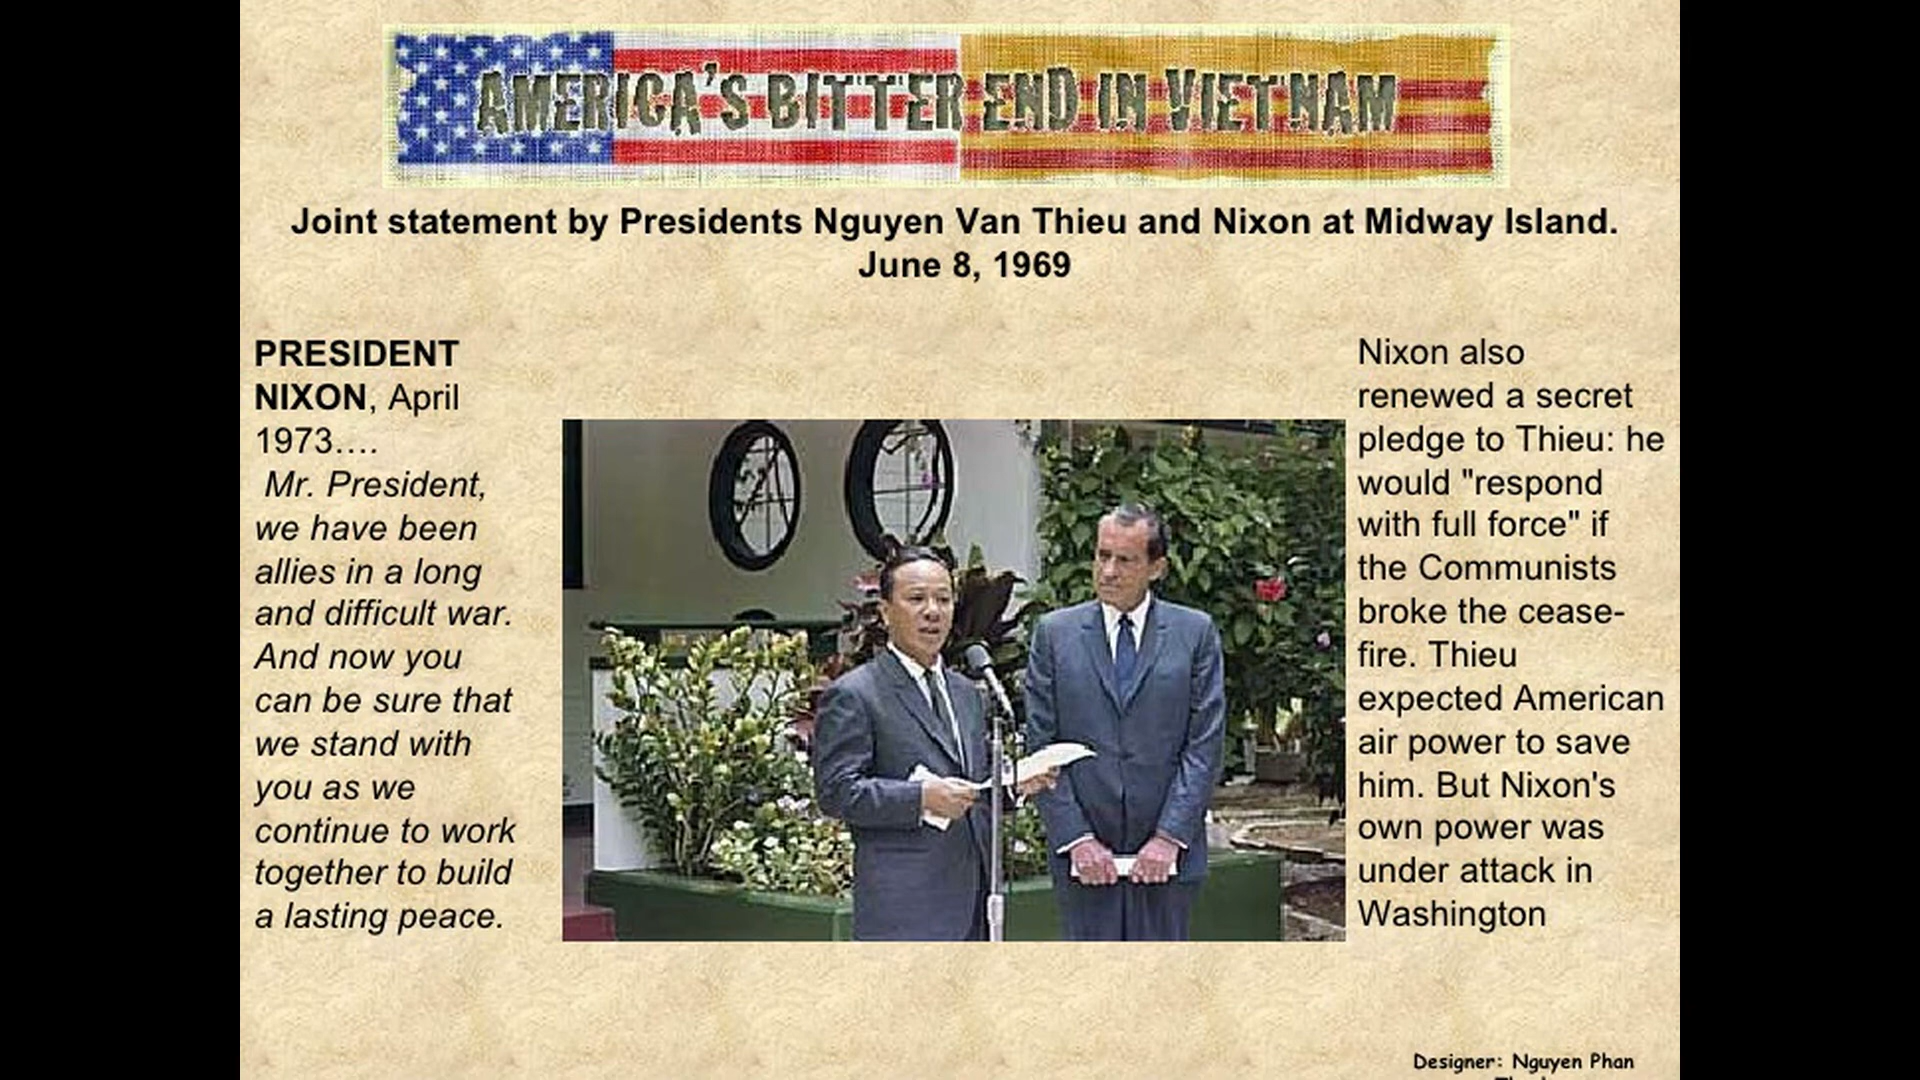 AMERICA'S BITTER END IN VIETNAM
Joint statement by Presidents Nguyen Van Thieu and Nixon at Midway Island.
June 8, 1969
PRESIDENT
NIXON, April
1973....
Mr. President,
we have been
allies in a long
and difficult war.
And now you
can be sure that
we stand with
you as we
continue to work
together to build
a lasting peace.
Nixon also
renewed a secret
pledge to Thieu: he
would "respond
with full force" if
the Communists
broke the cease-
fire. Thieu
expected American
air power to save
him. But Nixon's
own power was
under attack in
Washington
Designer: Nguyen Phan